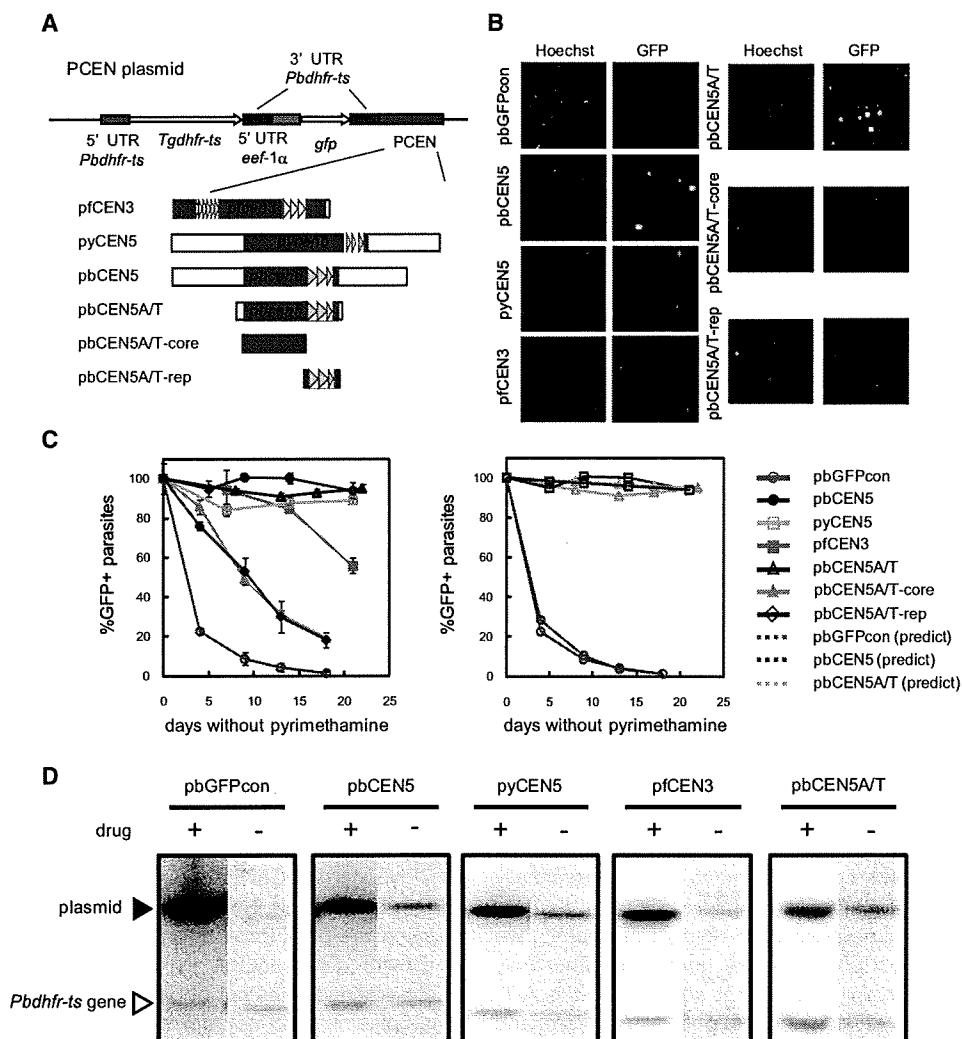 A
PCEN plasmid
3' UTR
Pbdhfr-ts
5' UTR
Pbdhfr-ts
Tgdhfr-ts
5' UTR
eef-1α
gfp
PCEN
pfCEN3
pyCEN5
pbCEN5
pbCEN5A/T
pbCEN5A/T-core
pbCEN5A/T-rep
B
Hoechst GFP
pbGFPcon
pbCEN5
pyCEN5
pfCEN3
Hoechst GFP
pbCEN5A/T
pbCEN5A/T-core
pbCEN5A/T-rep
C
%GFP+ parasites
100
80
60
40
20
0
0 5 10 15 20 25
days without pyrimethamine
%GFP+ parasites
100
80
60
40
20
0
0 5 10 15 20 25
days without pyrimethamine
pbGFPcon
pbCEN5
pyCEN5
pfCEN3
pbCEN5A/T
pbCEN5A/T-core
pbCEN5A/T-rep
pbGFPcon (predict)
pbCEN5 (predict)
pbCEN5A/T (predict)
D
pbGFPcon pbCEN5 pyCEN5 pfCEN3 pbCEN5A/T
drug + - + - + - + - + -
plasmid
Pbdhfr-ts gene